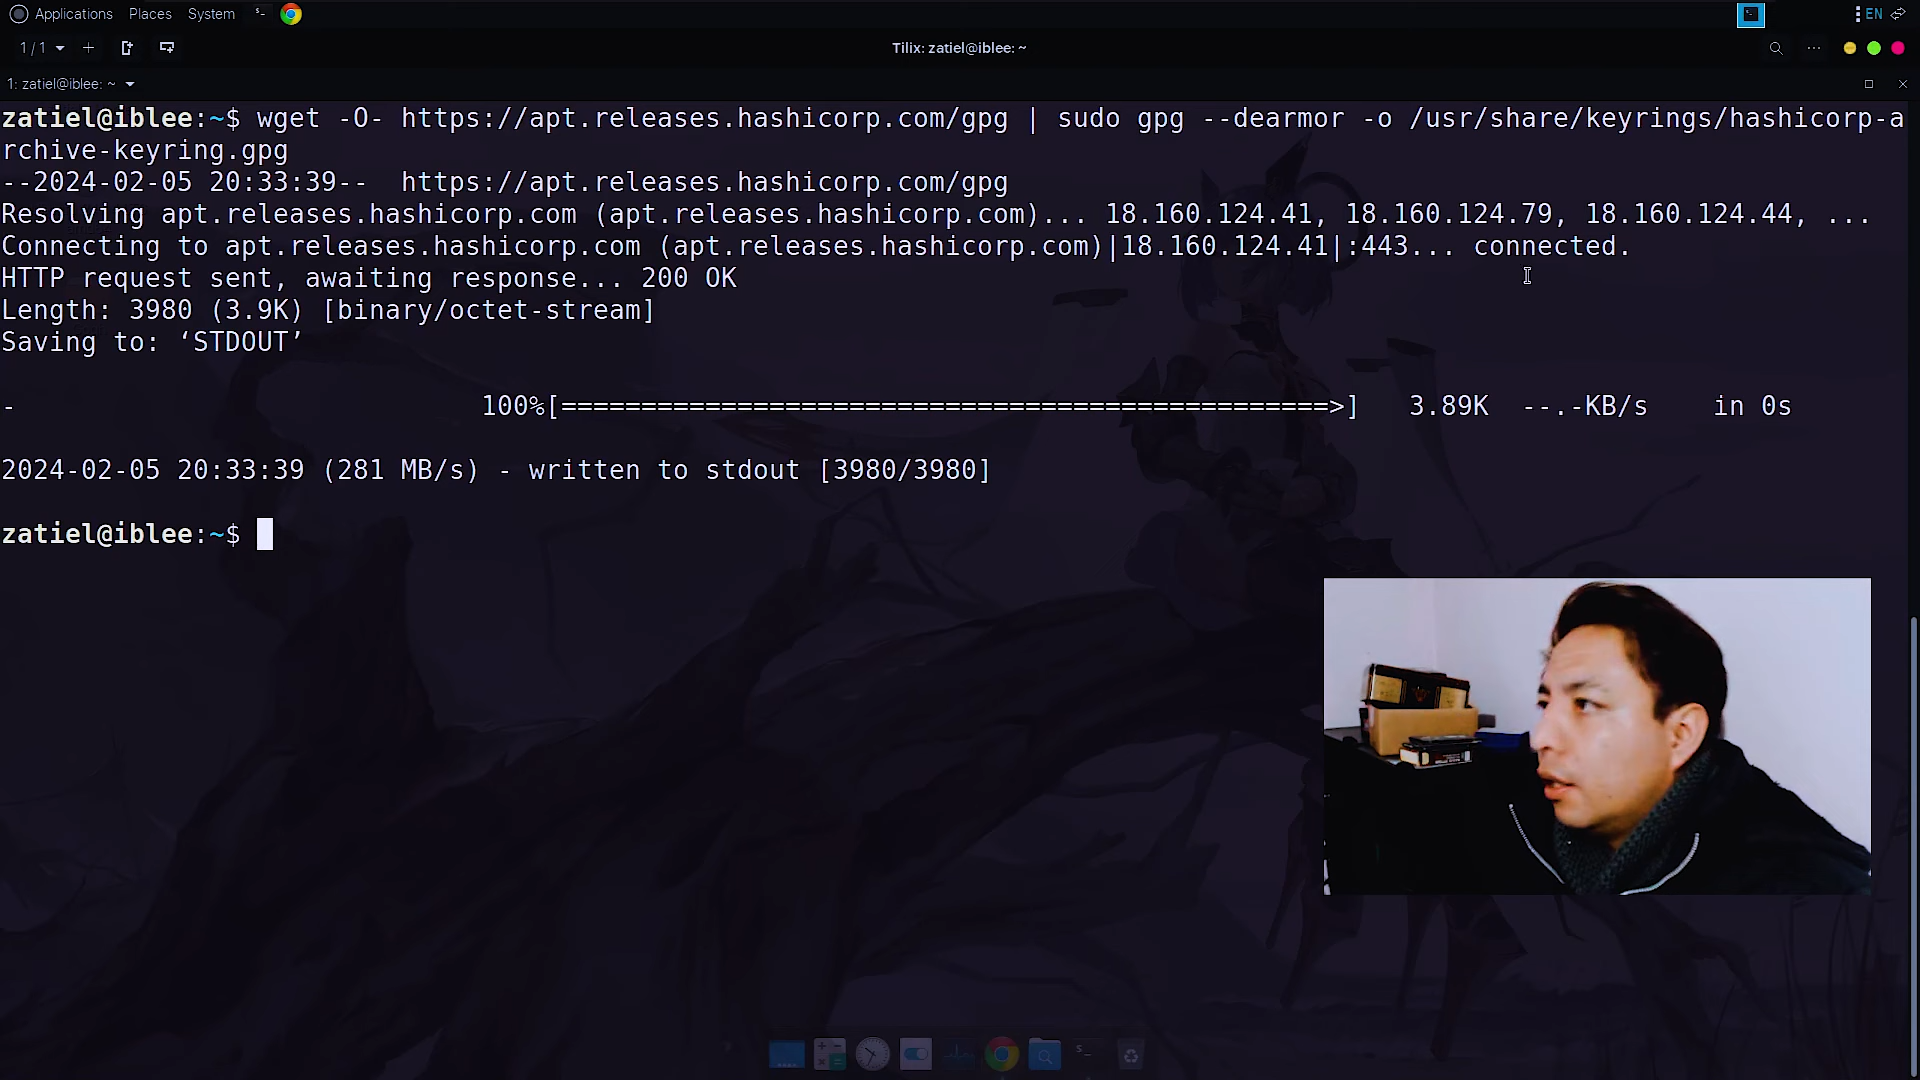 Applications Places System
EN
1 / 1
Tilix: zatiel@iblee: ~
1: zatiel@iblee: ~
zatiel@iblee:~$ wget -O- https://apt.releases.hashicorp.com/gpg | sudo gpg --dearmor -o /usr/share/keyrings/hashicorp-a
rchive-keyring.gpg
--2024-02-05 20:33:39--  https://apt.releases.hashicorp.com/gpg
Resolving apt.releases.hashicorp.com (apt.releases.hashicorp.com)... 18.160.124.41, 18.160.124.79, 18.160.124.44, ...
Connecting to apt.releases.hashicorp.com (apt.releases.hashicorp.com)|18.160.124.41|:443... connected.
HTTP request sent, awaiting response... 200 OK
Length: 3980 (3.9K) [binary/octet-stream]
Saving to: ‘STDOUT’
- 100%[================================================>] 3.89K --.-KB/s in 0s
2024-02-05 20:33:39 (281 MB/s) - written to stdout [3980/3980]
zatiel@iblee:~$